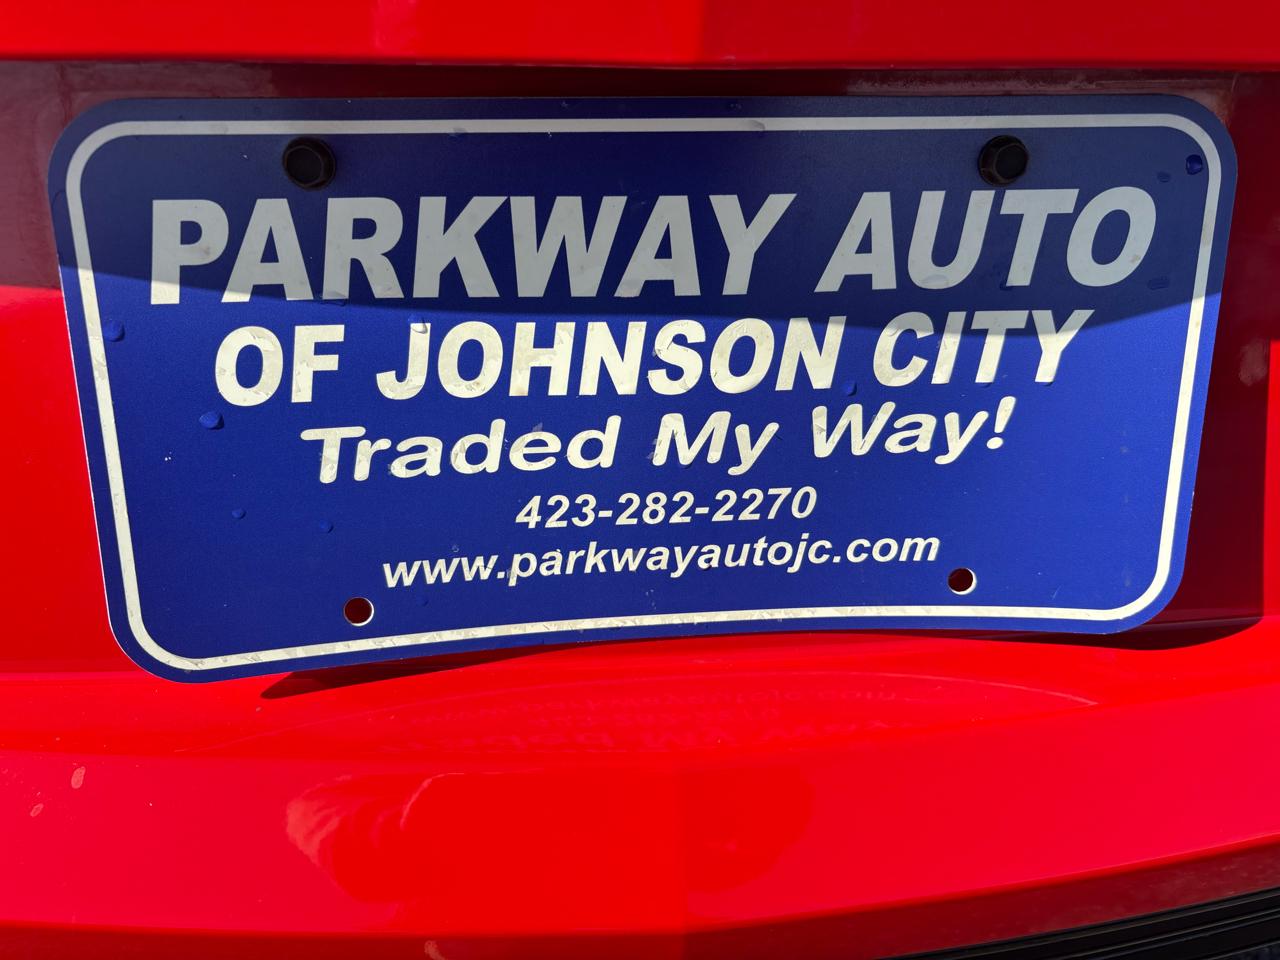 PARKWAY AUTO
OF JOHNSON CITY
Traded My Way!
423-282-2270
www.parkwayautojc.com